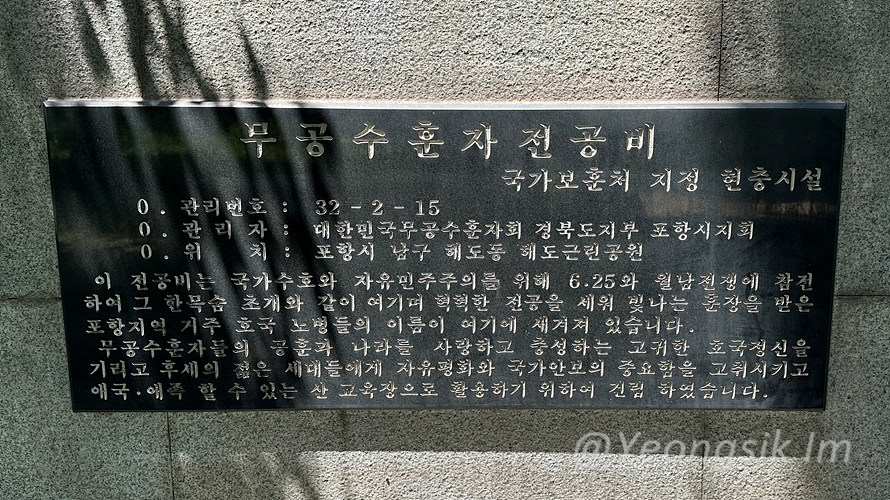 무공수훈자전공비
국가보훈처 지정 현충시설
0. 관리번호 : 32-2-15
0. 관 리 자 : 대한민국무공수훈자회 경북도지부 포항시지회
0. 위 치 : 포항시 남구 해도동 해도근린공원
이 전공비는 국가수호와 자유민주주의를 위해 6.25와 월남전쟁에 참전
하여 그 한목숨 초개와 같이 여기며 혁혁한 전공을 세워 빛나는 훈장을 받은
포항지역 거주 호국 노병들의 이름이 여기에 새겨져 있습니다.
무공수훈자들의 공훈과 나라를 사랑하고 충성하는 고귀한 호국정신을
기리고 후세의 젊은 세대들에게 자유평화와 국가안보의 중요함을 고취시키고
애국·애족 할 수 있는 산 교육장으로 활용하기 위하여 건립 하였습니다.
@Yeongsik Im